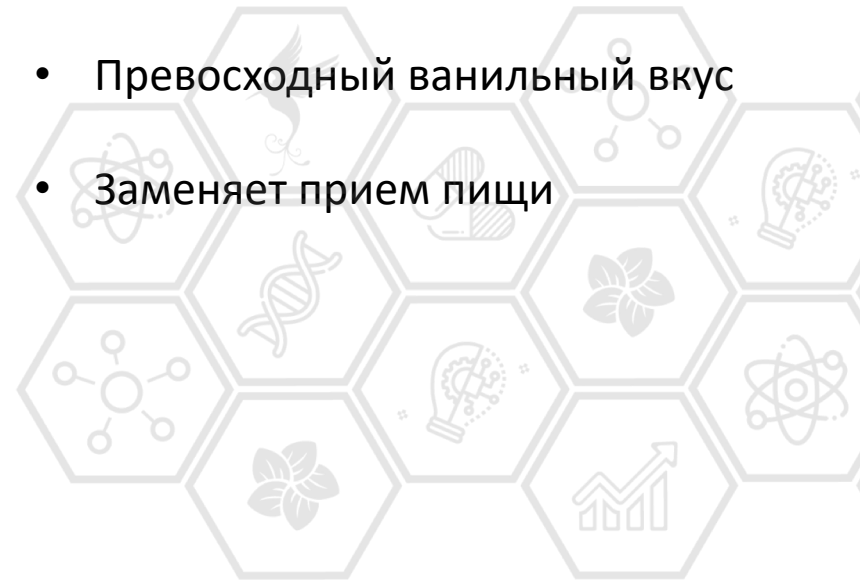 • Превосходный ванильный вкус
• Заменяет прием пищи